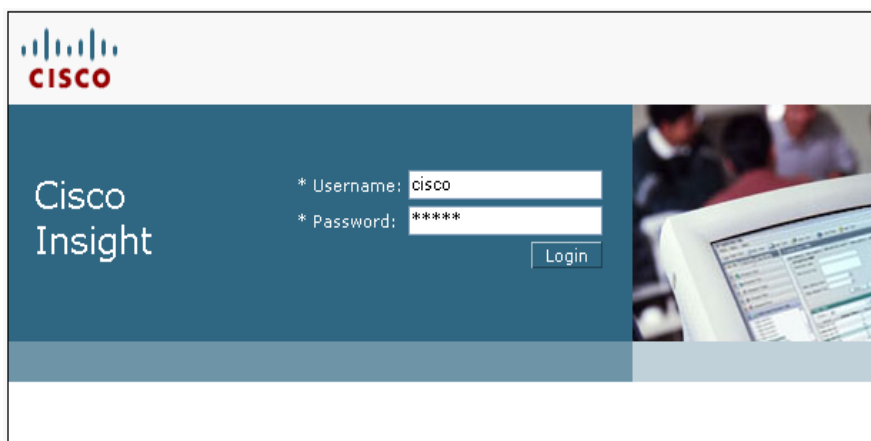 CISCO
Cisco
Insight
* Username: cisco
* Password: *****
Login